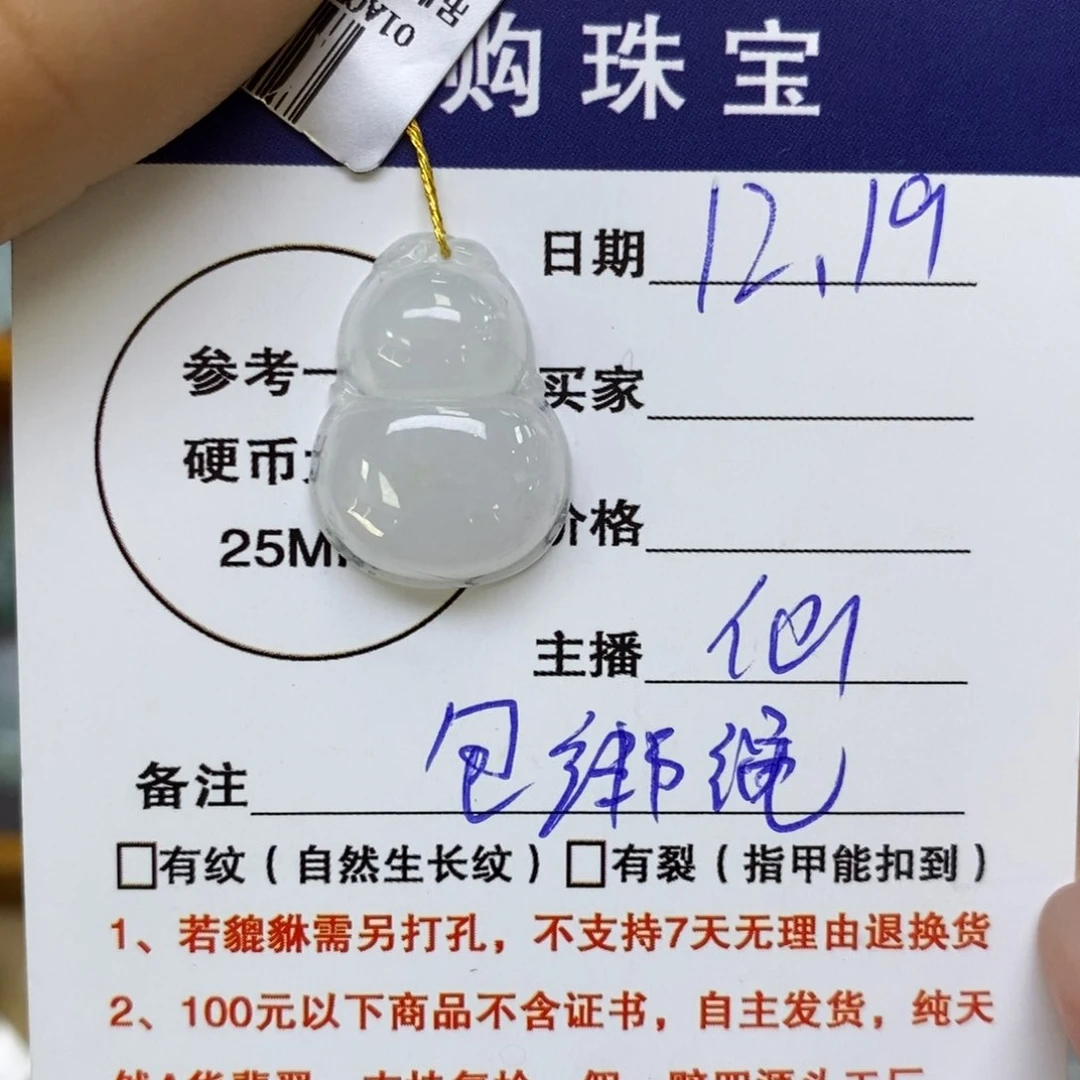 01A0
吊
购珠宝
日期 12.19
参考一
买家
硬币
25M
价格
主播 仙
备注 包绑绳
□有纹（自然生长纹）□有裂（指甲能扣到）
1、若貔貅需另打孔，不支持7天无理由退换货
2、100元以下商品不含证书，自主发货，纯天